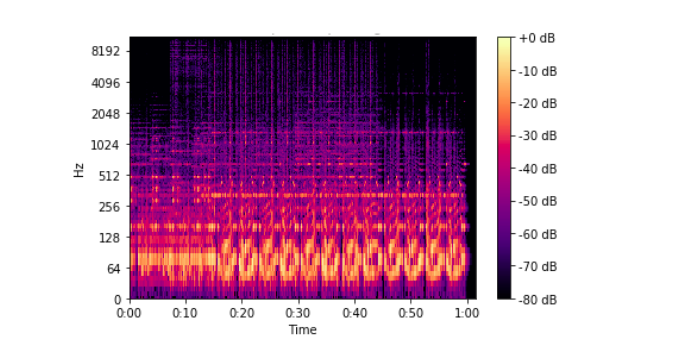 8192
4096
2048
1024
512
256
128
64
0
Hz
0:00 0:10 0:20 0:30 0:40 0:50 1:00
Time
+0 dB
-10 dB
-20 dB
-30 dB
-40 dB
-50 dB
-60 dB
-70 dB
-80 dB